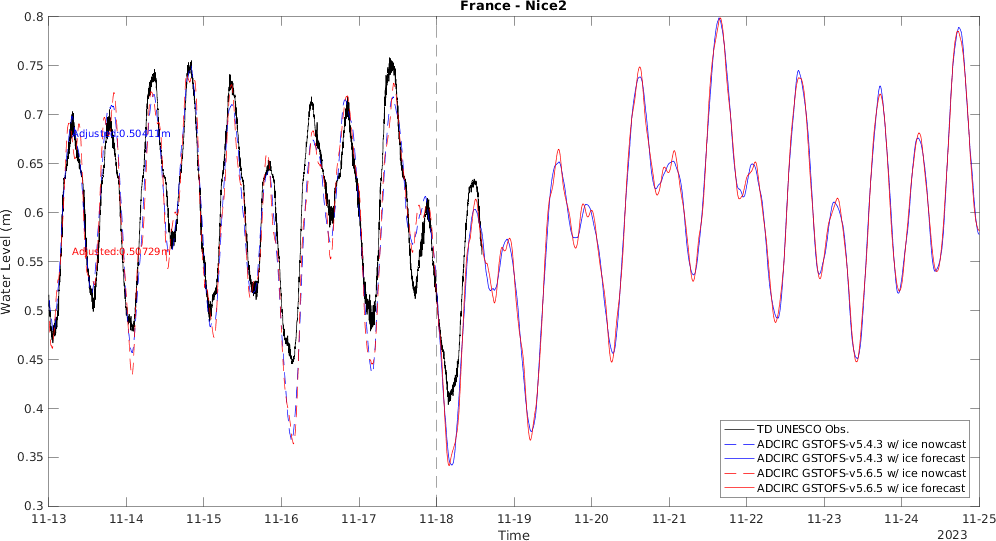 France - Nice2
Water Level (m)
0.8
0.75
0.7
0.65
0.6
0.55
0.5
0.45
0.4
0.35
0.3
Adjusted:0.50411m
Adjusted:0.50729m
TD UNESCO Obs.
ADCIRC GSTOFS-v5.4.3 w/ ice nowcast
ADCIRC GSTOFS-v5.4.3 w/ ice forecast
ADCIRC GSTOFS-v5.6.5 w/ ice nowcast
ADCIRC GSTOFS-v5.6.5 w/ ice forecast
11-13 11-14 11-15 11-16 11-17 11-18 11-19 11-20 11-21 11-22 11-23 11-24 11-25
Time
2023